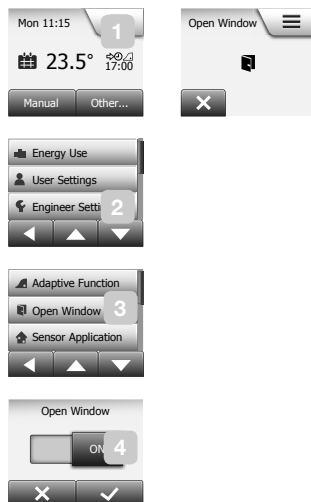 Mon 11:15
1
23.5°
17:00
Manual
Other...
Open Window
Energy Use
User Settings
Engineer Setti
2
Adaptive Function
Open Window
3
Sensor Application
Open Window
ON
4